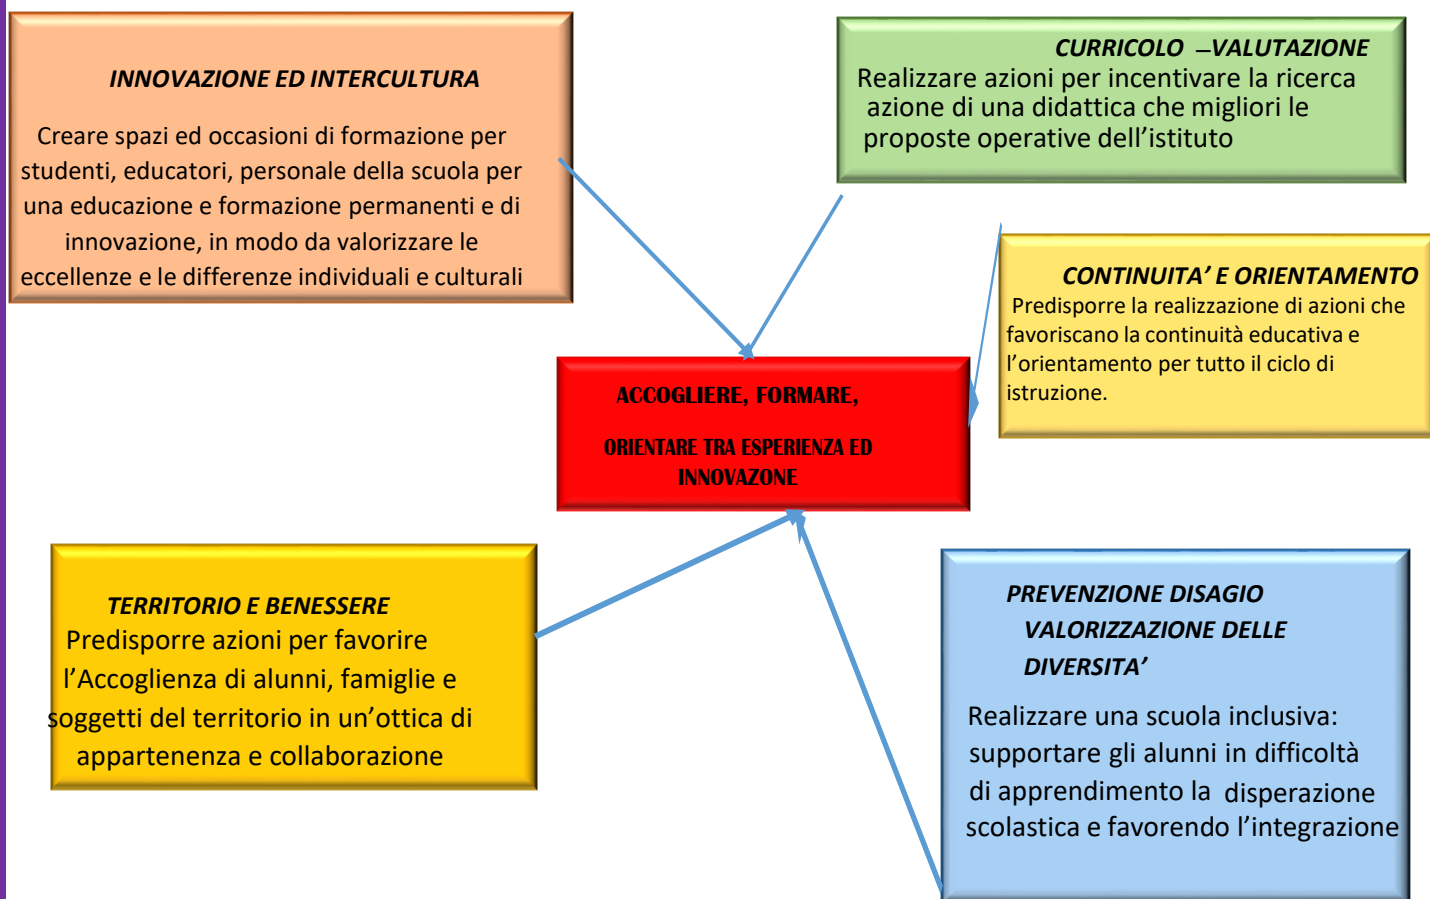 INNOVAZIONE ED INTERCULTURA
Creare spazi ed occasioni di formazione per
studenti, educatori, personale della scuola per
una educazione e formazione permanenti e di
innovazione, in modo da valorizzare le
eccellenze e le differenze individuali e culturali
CURRICOLO –VALUTAZIONE
Realizzare azioni per incentivare la ricerca
azione di una didattica che migliori le
proposte operative dell’istituto
CONTINUITA’ E ORIENTAMENTO
Predisporre la realizzazione di azioni che
favoriscano la continuità educativa e
l’orientamento per tutto il ciclo di
istruzione.
ACCOGLIERE, FORMARE,
ORIENTARE TRA ESPERIENZA ED
INNOVAZONE
TERRITORIO E BENESSERE
Predisporre azioni per favorire
l’Accoglienza di alunni, famiglie e
soggetti del territorio in un’ottica di
appartenenza e collaborazione
PREVENZIONE DISAGIO
VALORIZZAZIONE DELLE
DIVERSITA’
Realizzare una scuola inclusiva:
supportare gli alunni in difficoltà
di apprendimento la disperazione
scolastica e favorendo l’integrazione